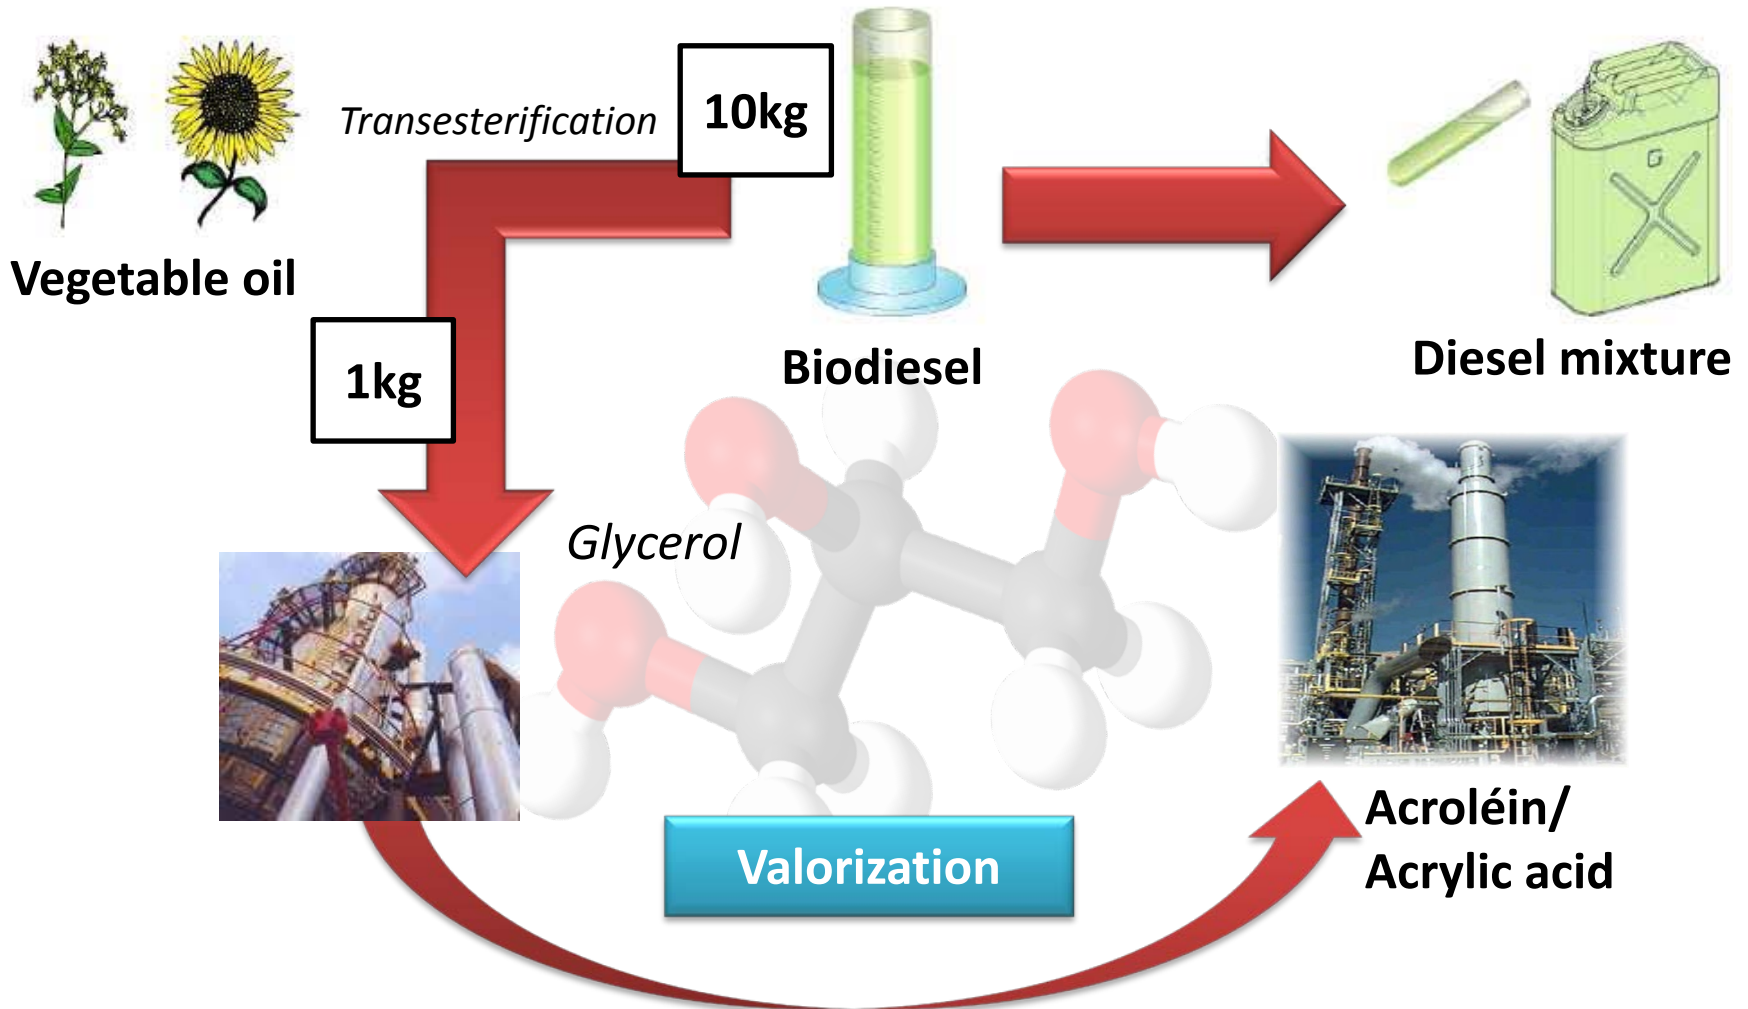 Transesterification
10kg
Vegetable oil
1kg
Biodiesel
Diesel mixture
Glycerol
Valorization
Acroléin/
Acrylic acid